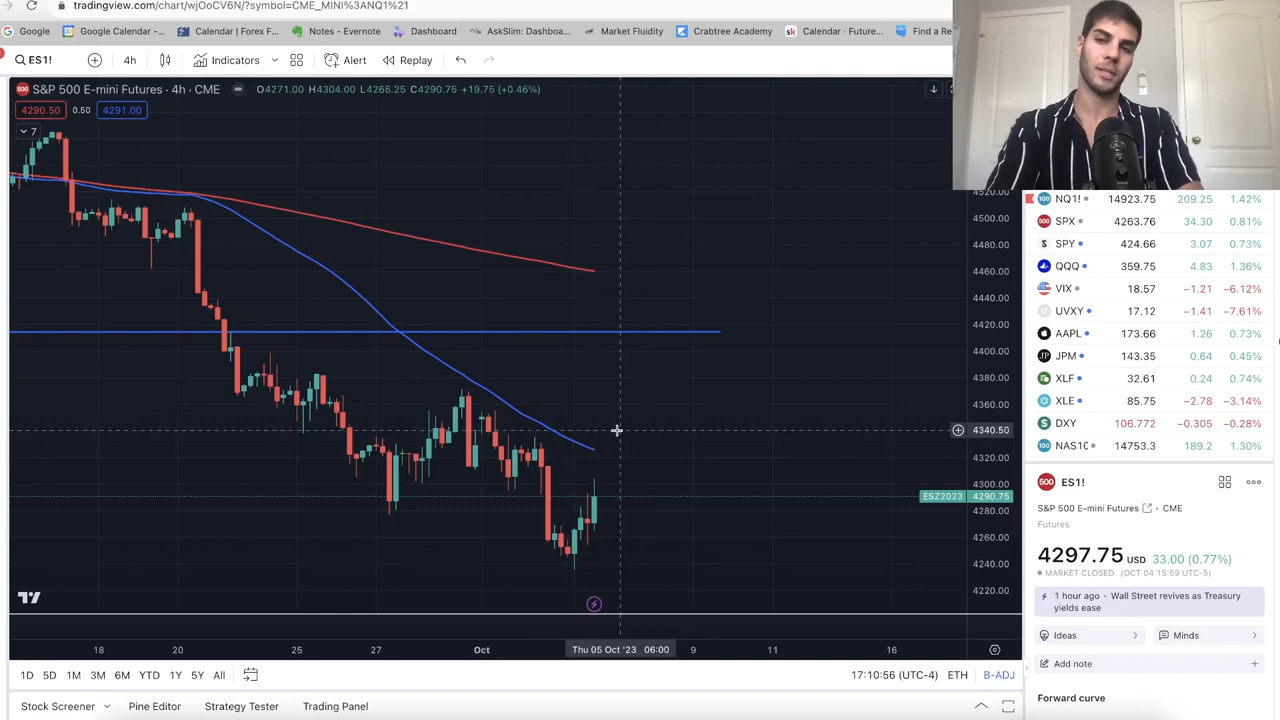 tradingview.com/chart/wjOoCV6N/?symbol=CME_MINI%3ANQ1%21
Google Google Calendar -... Calendar | Forex F... Notes - Evernote Dashboard AskSlim: Dashboa... Market Fluidity Crabtree Academy Calendar - Future... Find a Re
ES1! 4h Indicators Alert Replay
S&P 500 E-mini Futures · 4h · CME O4271.00 H4304.00 L4265.25 C4290.75 +19.75 (+0.46%)
4290.50 0.50 4291.00
7
4520.00
4500.00
4480.00
4460.00
4440.00
4420.00
4400.00
4380.00
4360.00
4340.50
4320.00
4300.00
ESZ2023 4290.75
4280.00
4260.00
4240.00
4220.00
18 20 25 27 Oct Thu 05 Oct '23 06:00 9 11 16
1D 5D 1M 3M 6M YTD 1Y 5Y All 17:10:56 (UTC-4) ETH B-ADJ
Stock Screener Pine Editor Strategy Tester Trading Panel
NQ1! 14923.75 209.25 1.42%
SPX 4263.76 34.30 0.81%
SPY 424.66 3.07 0.73%
QQQ 359.75 4.83 1.36%
VIX 18.57 −1.21 −6.12%
UVXY 17.12 −1.41 −7.61%
AAPL 173.66 1.26 0.73%
JPM 143.35 0.64 0.45%
XLF 32.61 0.24 0.74%
XLE 85.75 −2.78 −3.14%
DXY 106.772 −0.305 −0.28%
NAS10 14753.3 189.2 1.30%
500 ES1!
S&P 500 E-mini Futures · CME
Futures
4297.75 USD 33.00 (0.77%)
MARKET CLOSED (OCT 04 15:59 UTC-5)
1 hour ago · Wall Street revives as Treasury
yields ease
Ideas Minds
Add note
Forward curve